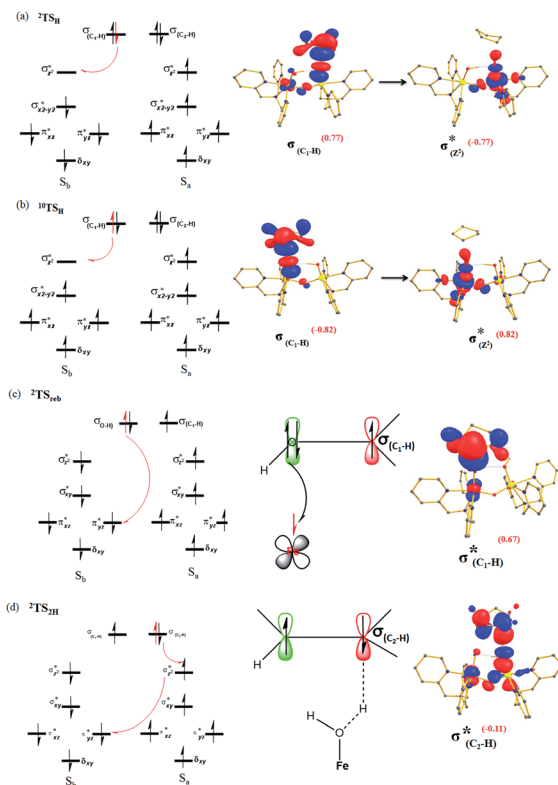 (a) ²TS_H
σ(C₁-H) σ(C₂-H)
σ*z²
σ*x2-y2 σ*x2-y2
π*xz π*yz π*xz π*yz
δxy δxy
S_b S_a
(0.77) (-0.77)
σ(C₁-H) σ*(Z²)
(b) ¹⁰TS_H
σ(C₁-H) σ(C₂-H)
σ*z² σ*z²
σ*x2-y2 σ*x2-y2
π*xz π*yz π*xz π*yz
δxy δxy
S_b S_a
(-0.82) (0.82)
σ(C₁-H) σ*(Z²)
(c) ²TS_reb
σO-H) σ(C₁-H)
σ*z² σ*z²
σ*xy σ*xy
π*xz π*yz π*xz π*yz
δxy δxy
S_b S_a
σ(C₁-H)
H
(0.67)
σ*(C₁-H)
(d) ²TS_2H
σ*z² σ*z²
σ*xy σ*xy
π*xz π*yz π*xz π*yz
δxy δxy
S_b S_a
σ(C₂-H)
H
H H
O
Fe
(-0.11)
σ*(C₂-H)